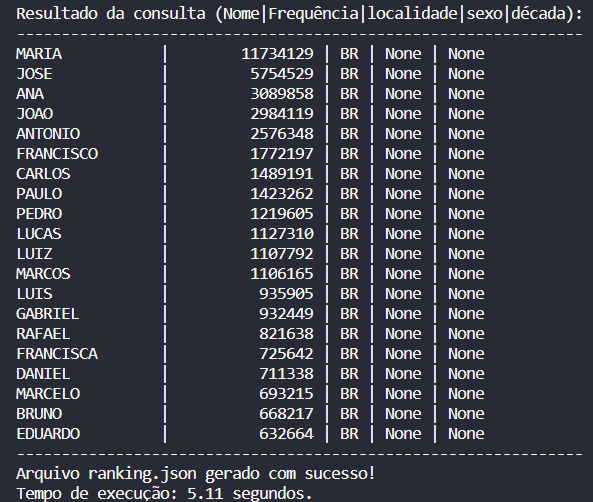 Resultado da consulta (Nome|Frequência|localidade|sexo|década):
---------------------------------------------------------------
MARIA | 11734129 | BR | None | None
JOSE | 5754529 | BR | None | None
ANA | 3089858 | BR | None | None
JOAO | 2984119 | BR | None | None
ANTONIO | 2576348 | BR | None | None
FRANCISCO | 1772197 | BR | None | None
CARLOS | 1489191 | BR | None | None
PAULO | 1423262 | BR | None | None
PEDRO | 1219605 | BR | None | None
LUCAS | 1127310 | BR | None | None
LUIZ | 1107792 | BR | None | None
MARCOS | 1106165 | BR | None | None
LUIS | 935905 | BR | None | None
GABRIEL | 932449 | BR | None | None
RAFAEL | 821638 | BR | None | None
FRANCISCA | 725642 | BR | None | None
DANIEL | 711338 | BR | None | None
MARCELO | 693215 | BR | None | None
BRUNO | 668217 | BR | None | None
EDUARDO | 632664 | BR | None | None
---------------------------------------------------------------
Arquivo ranking.json gerado com sucesso!
Tempo de execução: 5.11 segundos.